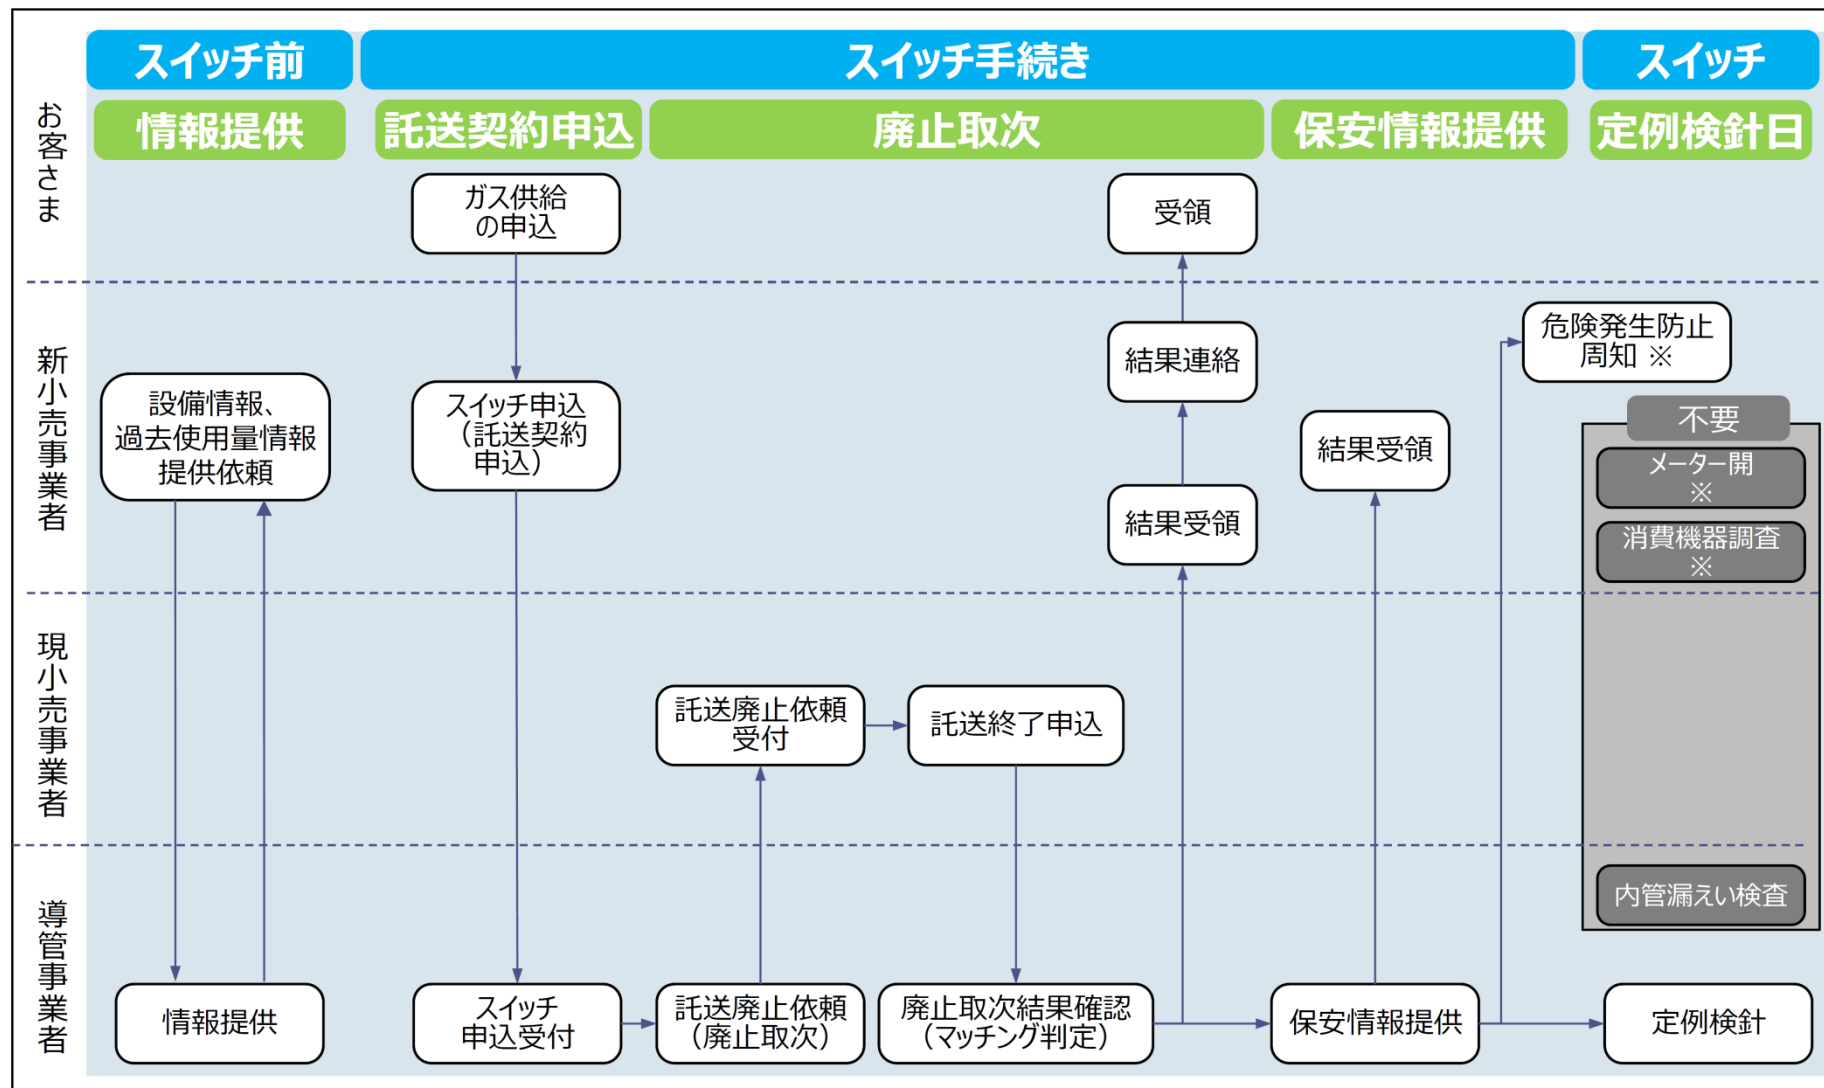 スイッチ前
スイッチ手続き
スイッチ
情報提供
託送契約申込
廃止取次
保安情報提供
定例検針日
お客さま
ガス供給
の申込
受領
新小売事業者
設備情報、
過去使用量情報
提供依頼
スイッチ申込
（託送契約
申込）
結果連絡
結果受領
結果受領
危険発生防止
周知 ※
不要
メーター開
※
消費機器調査
※
現小売事業者
託送廃止依頼
受付
託送終了申込
導管事業者
内管漏えい検査
情報提供
スイッチ
申込受付
託送廃止依頼
（廃止取次）
廃止取次結果確認
（マッチング判定）
保安情報提供
定例検針